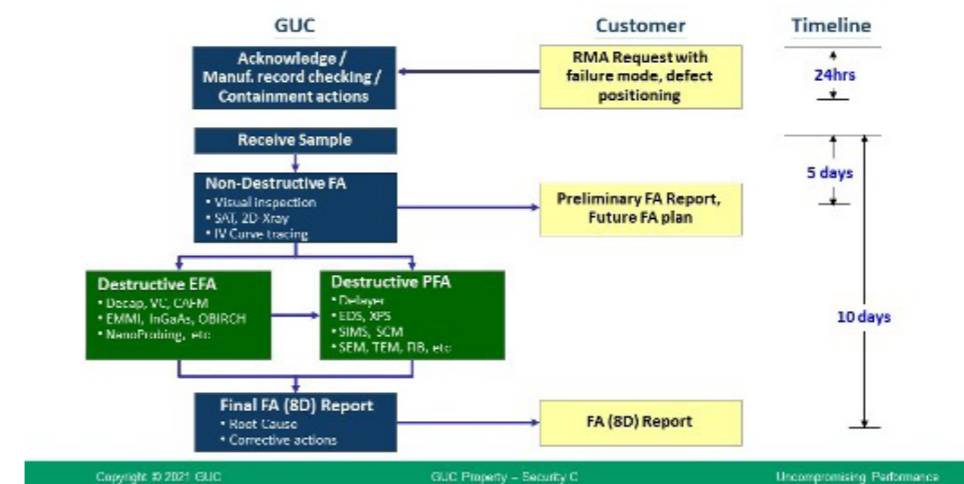 GUC
Customer
Timeline
Acknowledge /
Manuf. record checking /
Containment actions
RMA Request with
failure mode, defect
positioning
24hrs
Receive Sample
Non-Destructive FA
• Visual inspection
• SAT, 2D-Xray
• IV Curve tracing
Preliminary FA Report,
Future FA plan
5 days
Destructive EFA
• Decap, VC, CAFM
• EMMI, InGaAs, OBIRCH
• NanoProbing, etc
Destructive PFA
• Delayer
• EDS, XPS
• SIMS, SCM
• SEM, TEM, FIB, etc
10 days
Final FA (8D) Report
• Root Cause
• Corrective actions
FA (8D) Report
Copyright © 2021 GUC
GUC Property – Security C
Uncompromising Performance